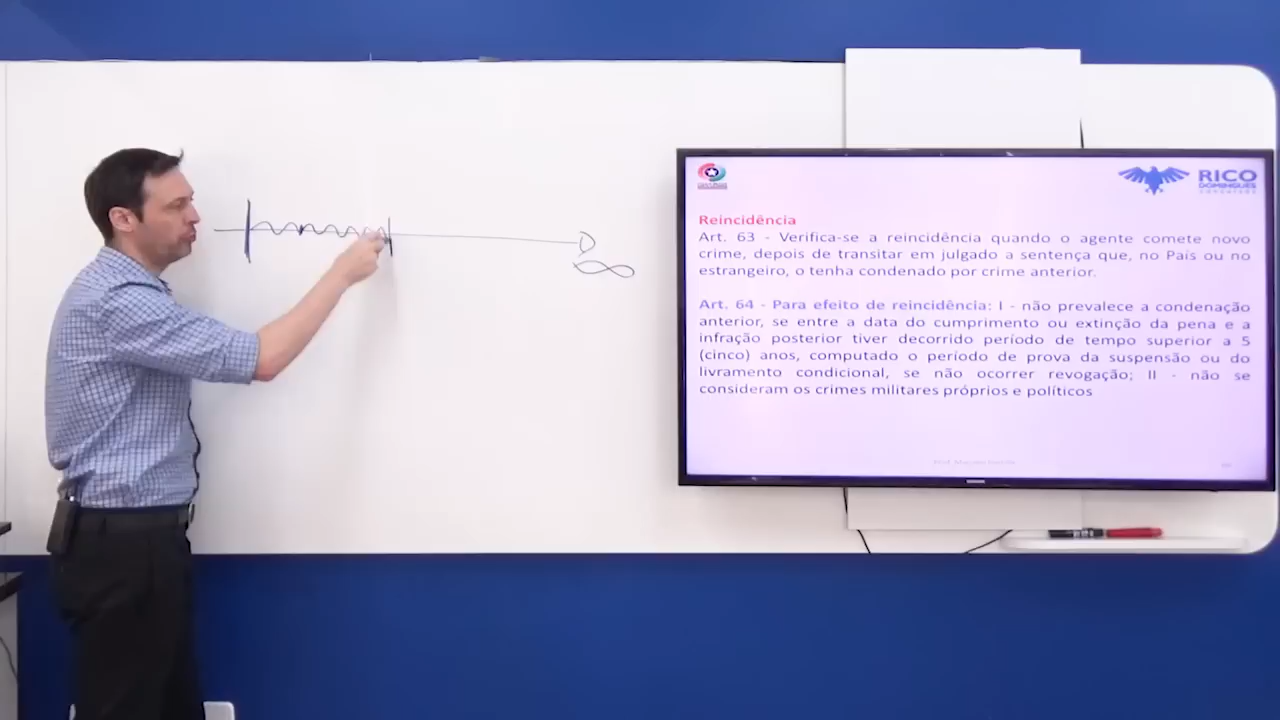 RICO
DOMINGUES
Reincidência
Art. 63 - Verifica-se a reincidência quando o agente comete novo
crime, depois de transitar em julgado a sentença que, no País ou no
estrangeiro, o tenha condenado por crime anterior.
Art. 64 - Para efeito de reincidência: I - não prevalece a condenação
anterior, se entre a data do cumprimento ou extinção da pena e a
infração posterior tiver decorrido período de tempo superior a 5
(cinco) anos, computado o período de prova da suspensão ou do
livramento condicional, se não ocorrer revogação; II - não se
consideram os crimes militares próprios e políticos